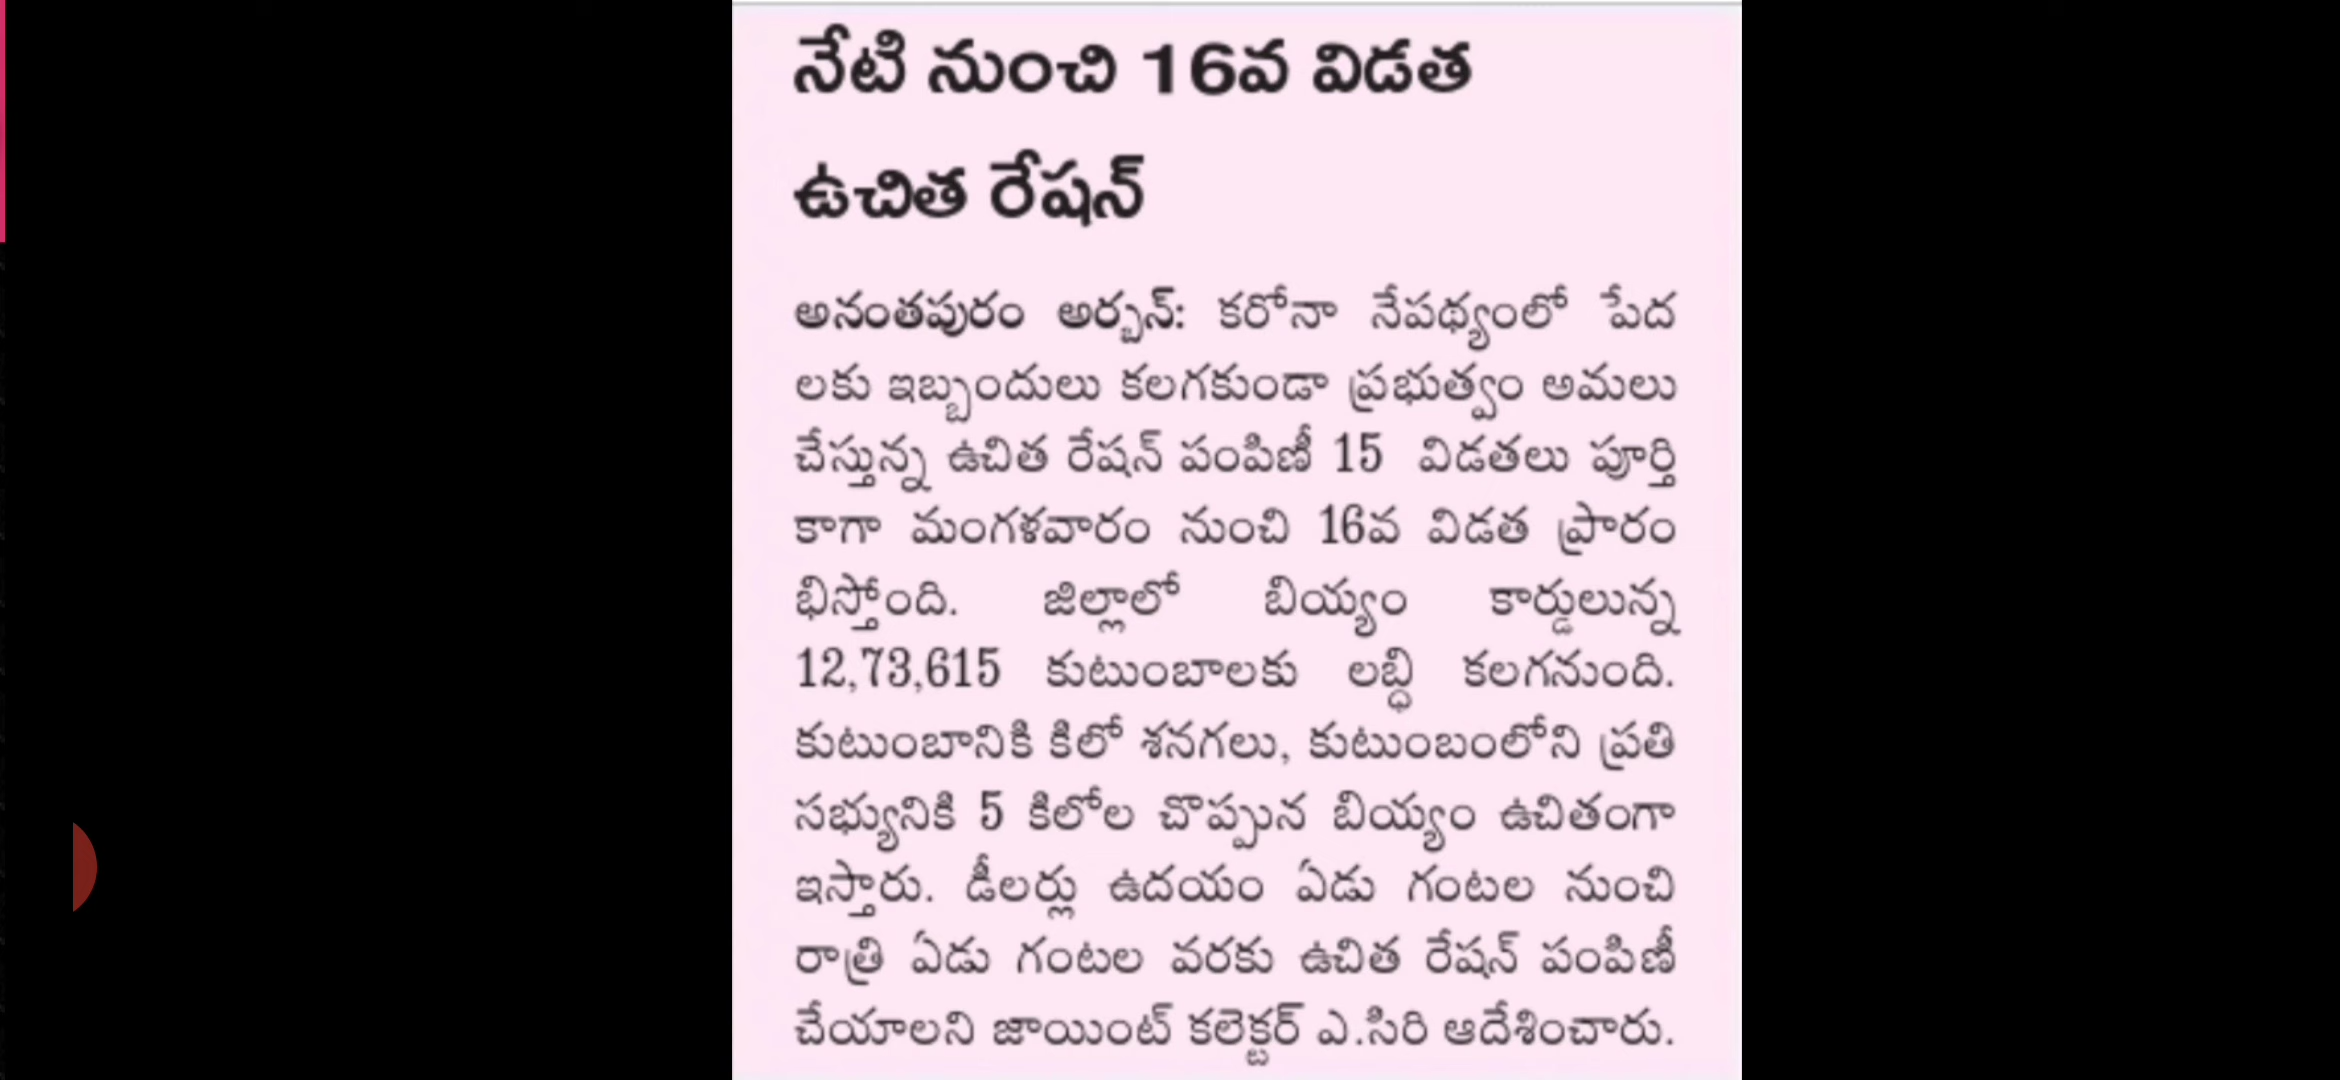 నేటి నుంచి 16వ విడత
ఉచిత రేషన్
అనంతపురం అర్బన్: కరోనా నేపథ్యంలో పేద
లకు ఇబ్బందులు కలగకుండా ప్రభుత్వం అమలు
చేస్తున్న ఉచిత రేషన్ పంపిణీ 15 విడతలు పూర్తి
కాగా మంగళవారం నుంచి 16వ విడత ప్రారం
భిస్తోంది. జిల్లాలో బియ్యం కార్డులున్న
12,73,615 కుటుంబాలకు లబ్ధి కలగనుంది.
కుటుంబానికి కిలో శనగలు, కుటుంబంలోని ప్రతి
సభ్యునికి 5 కిలోల చొప్పున బియ్యం ఉచితంగా
ఇస్తారు. డీలర్లు ఉదయం ఏడు గంటల నుంచి
రాత్రి ఏడు గంటల వరకు ఉచిత రేషన్ పంపిణీ
చేయాలని జాయింట్ కలెక్టర్ ఎ.సిరి ఆదేశించారు.